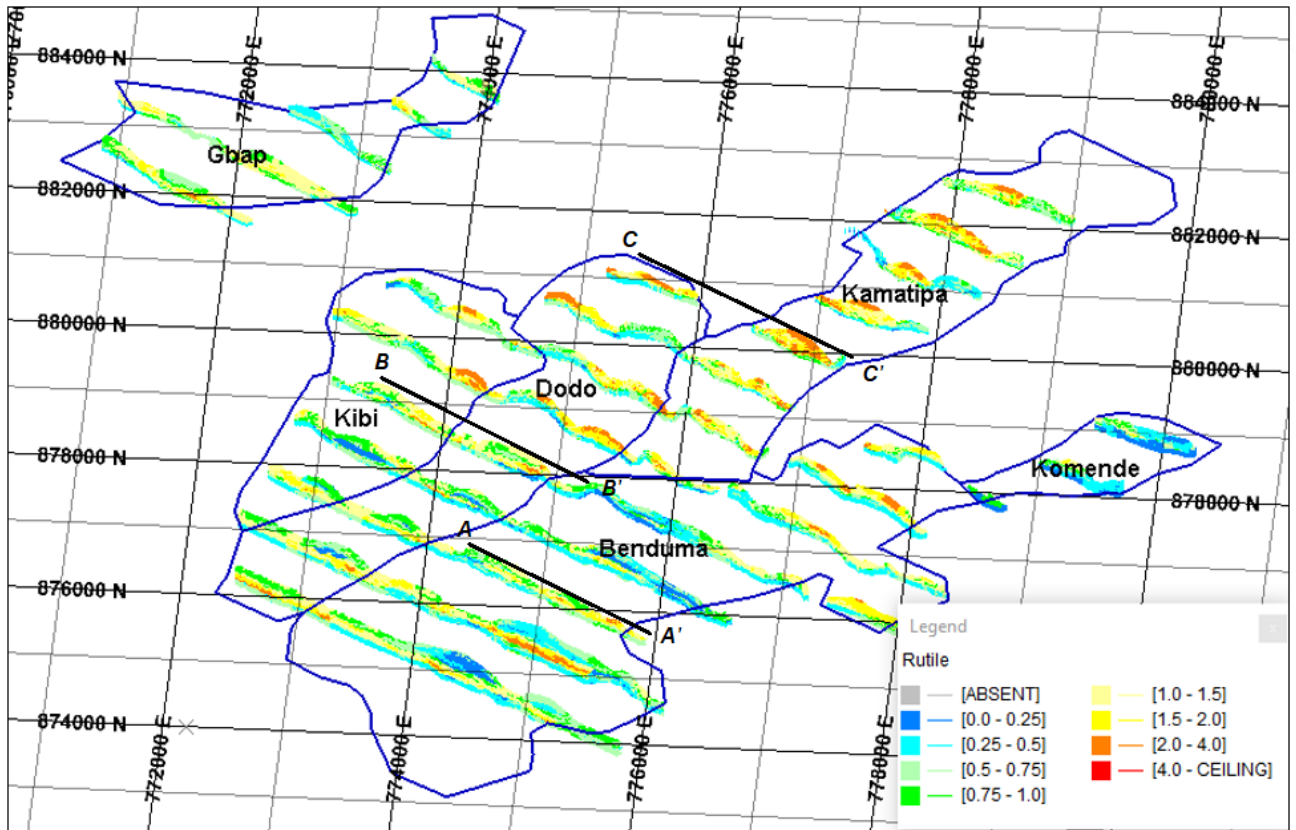 884000 N
772000 E
774000 E
776000 E
778000 E
780000 E
884000 N
Gbap
882000 N
882000 N
C
Kamatipa
880000 N
880000 N
C'
B
Dodo
Kibi
878000 N
Komende
B'
878000 N
A
Benduma
876000 N
A'
Legend
x
Rutile
[ABSENT] [1.0 - 1.5]
[0.0 - 0.25] [1.5 - 2.0]
[0.25 - 0.5] [2.0 - 4.0]
[0.5 - 0.75] [4.0 - CEILING]
[0.75 - 1.0]
874000 N
772000 E
774000 E
776000 E
778000 E